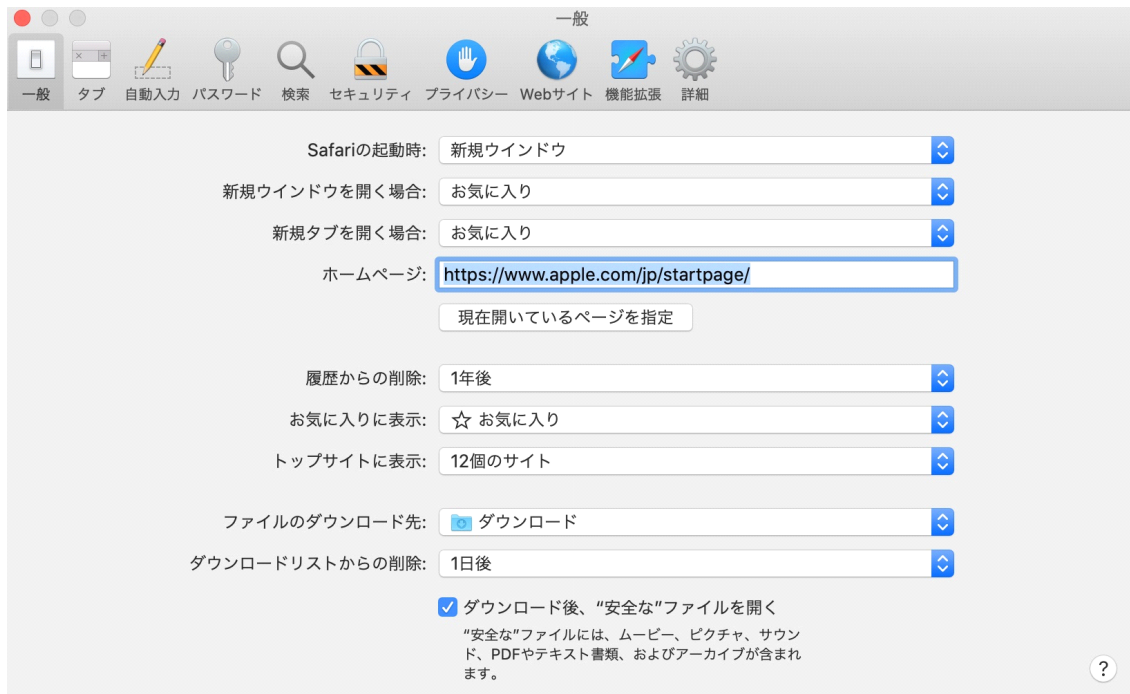 一般
一般 タブ 自動入力 パスワード 検索 セキュリティ プライバシー Webサイト 機能拡張 詳細
Safariの起動時: 新規ウインドウ
新規ウインドウを開く場合: お気に入り
新規タブを開く場合: お気に入り
ホームページ: https://www.apple.com/jp/startpage/
現在開いているページを指定
履歴からの削除: 1年後
お気に入りに表示: お気に入り
トップサイトに表示: 12個のサイト
ファイルのダウンロード先: ダウンロード
ダウンロードリストからの削除: 1日後
ダウンロード後、“安全な”ファイルを開く
“安全な”ファイルには、ムービー、ピクチャ、サウン
ド、PDFやテキスト書類、およびアーカイブが含まれ
ます。
?